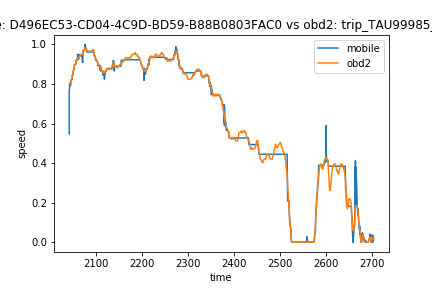 e: D496EC53-CD04-4C9D-BD59-B88B0803FAC0 vs obd2: trip_TAU99985_
mobile
obd2
1.0
0.8
0.6
0.4
0.2
0.0
speed
2100 2200 2300 2400 2500 2600 2700
time